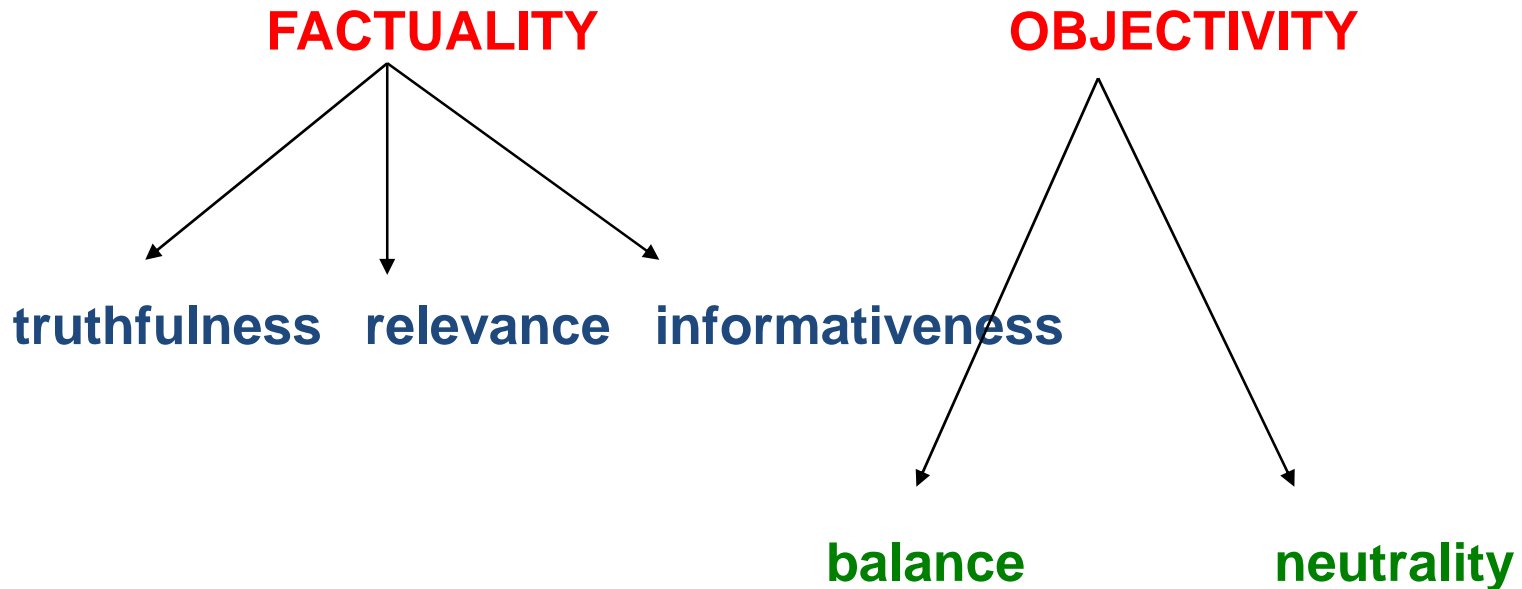 FACTUALITY OBJECTIVITY
truthfulness relevance informativeness
balance neutrality